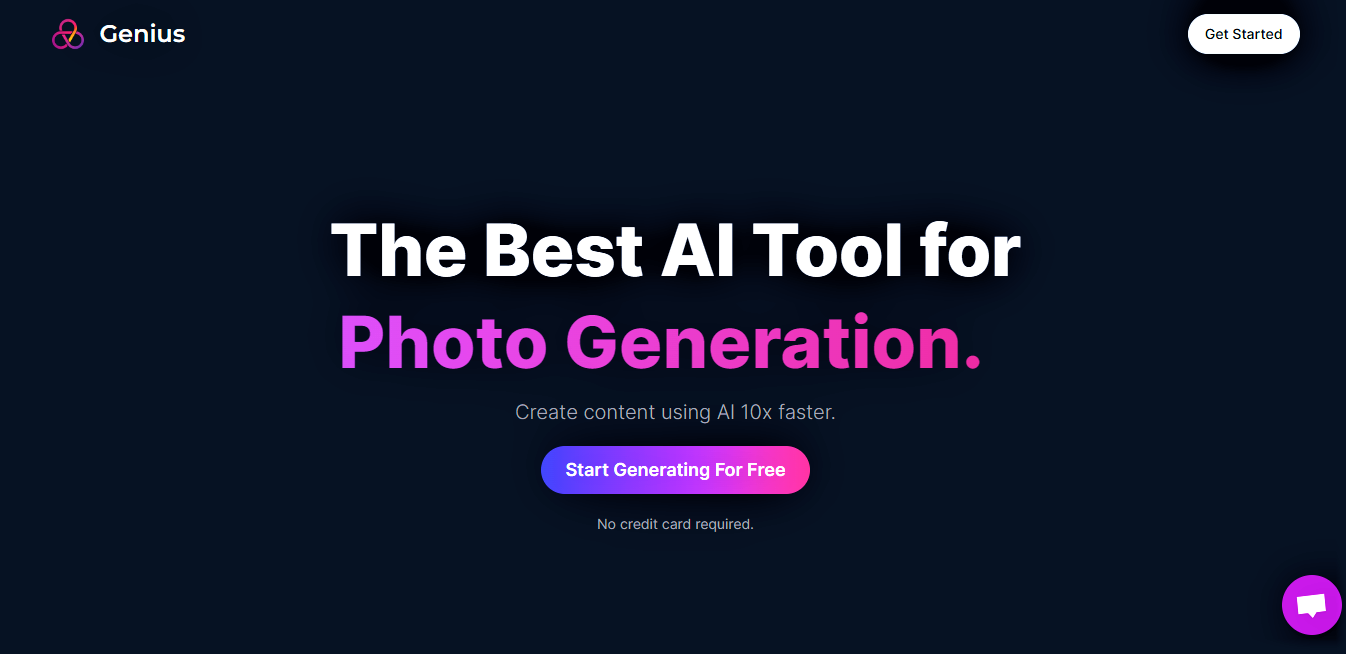 Genius
Get Started
The Best AI Tool for
Photo Generation.
Create content using AI 10x faster.
Start Generating For Free
No credit card required.